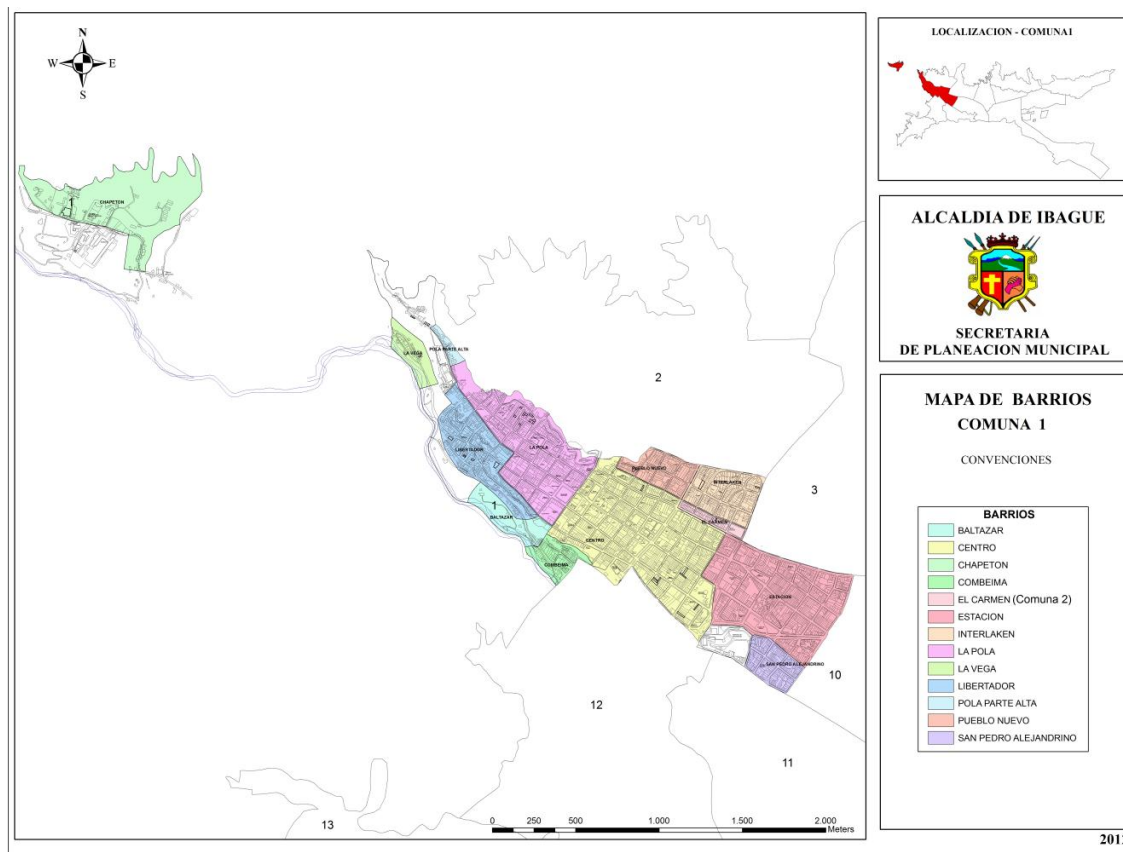 N
W E
S
1
CHAPETON
LA VEGA
POLA PARTE ALTA
2
LIBERTADOR
LA POLA
PUEBLO NUEVO
INTERLAKEN
3
1
BALTAZAR
EL CARMEN
CENTRO
COMBEIMA
ESTACION
SAN PEDRO ALEJANDRINO
10
12
11
13
0 250 500 1.000 1.500 2.000
Meters
LOCALIZACION - COMUNA1
ALCALDIA DE IBAGUE
SECRETARIA
DE PLANEACION MUNICIPAL
MAPA DE BARRIOS
COMUNA 1
CONVENCIONES
BARRIOS
BALTAZAR
CENTRO
CHAPETON
COMBEIMA
EL CARMEN (Comuna 2)
ESTACION
INTERLAKEN
LA POLA
LA VEGA
LIBERTADOR
POLA PARTE ALTA
PUEBLO NUEVO
SAN PEDRO ALEJANDRINO